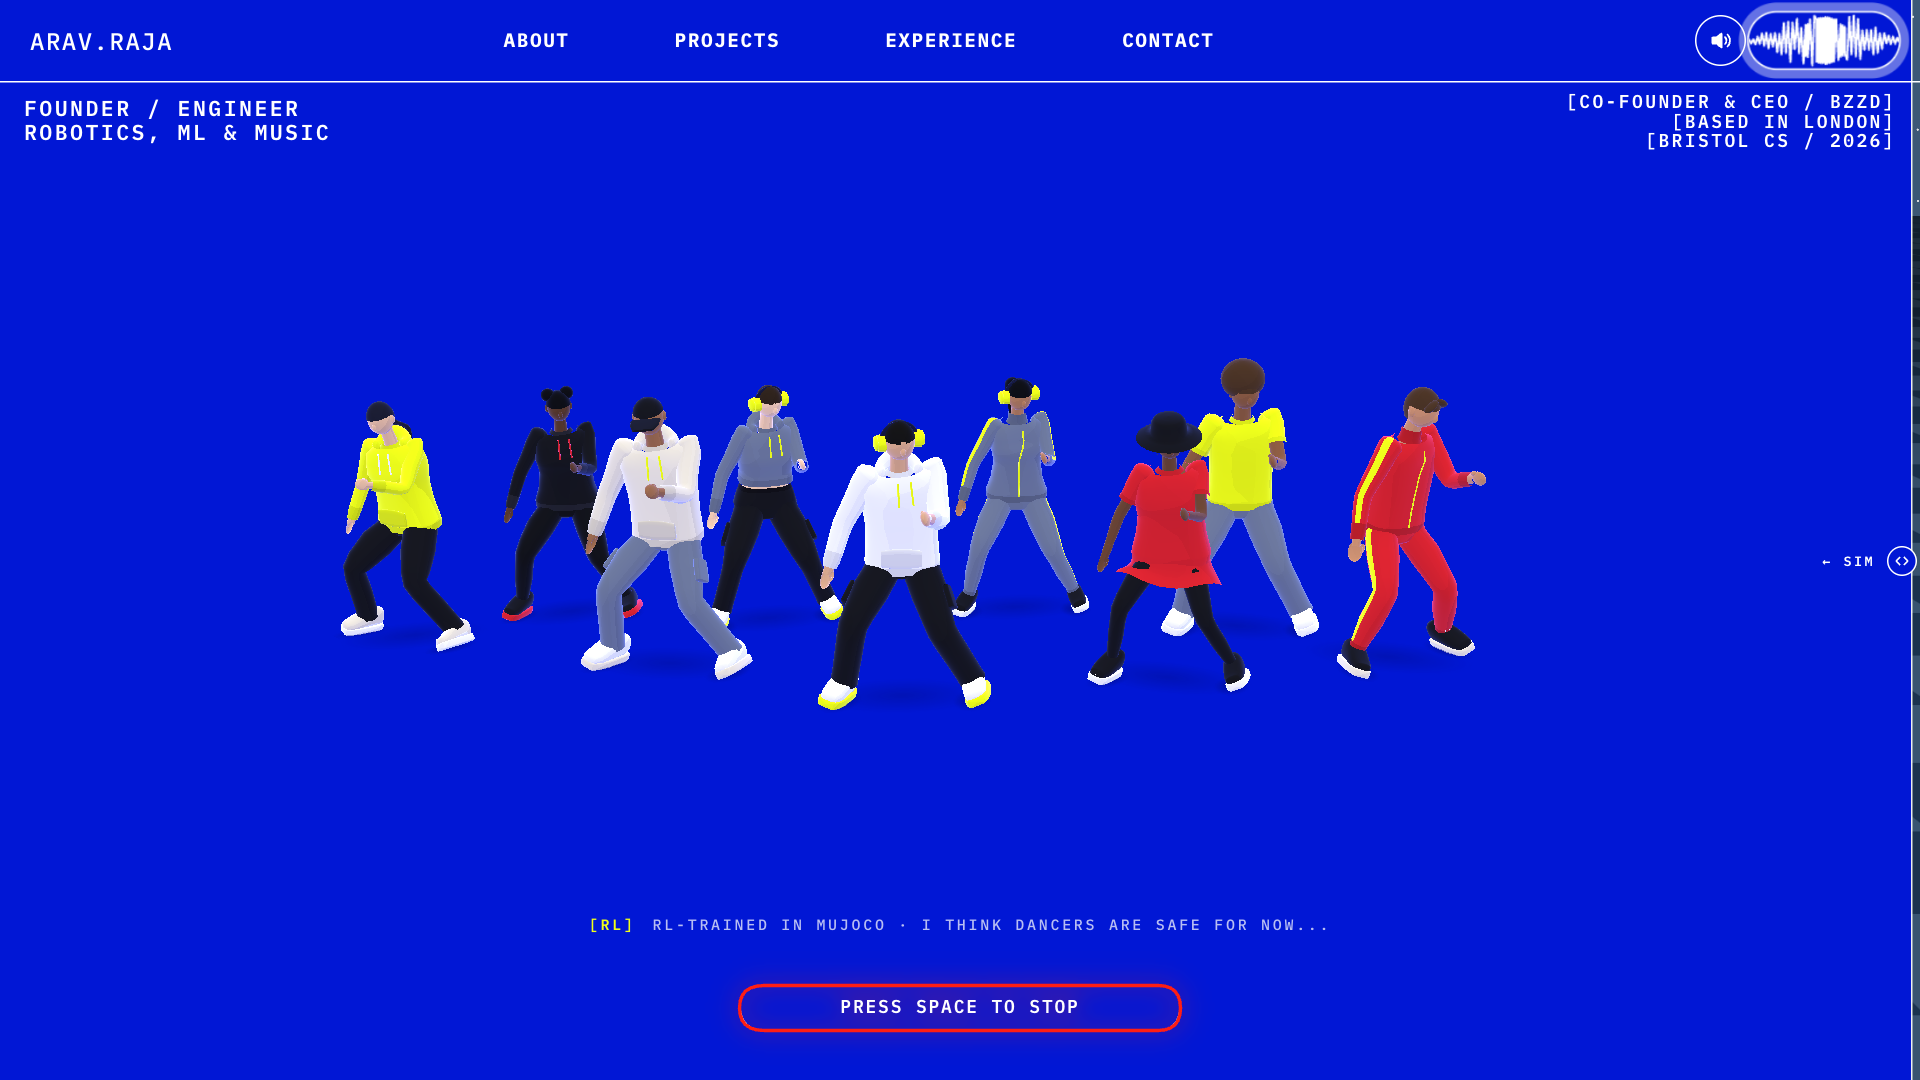 ARAV.RAJA
ABOUT
PROJECTS
EXPERIENCE
CONTACT
FOUNDER / ENGINEER
ROBOTICS, ML & MUSIC
[CO-FOUNDER & CEO / BZZD]
[BASED IN LONDON]
[BRISTOL CS / 2026]
← SIM
[RL] RL-TRAINED IN MUJOCO · I THINK DANCERS ARE SAFE FOR NOW...
PRESS SPACE TO STOP